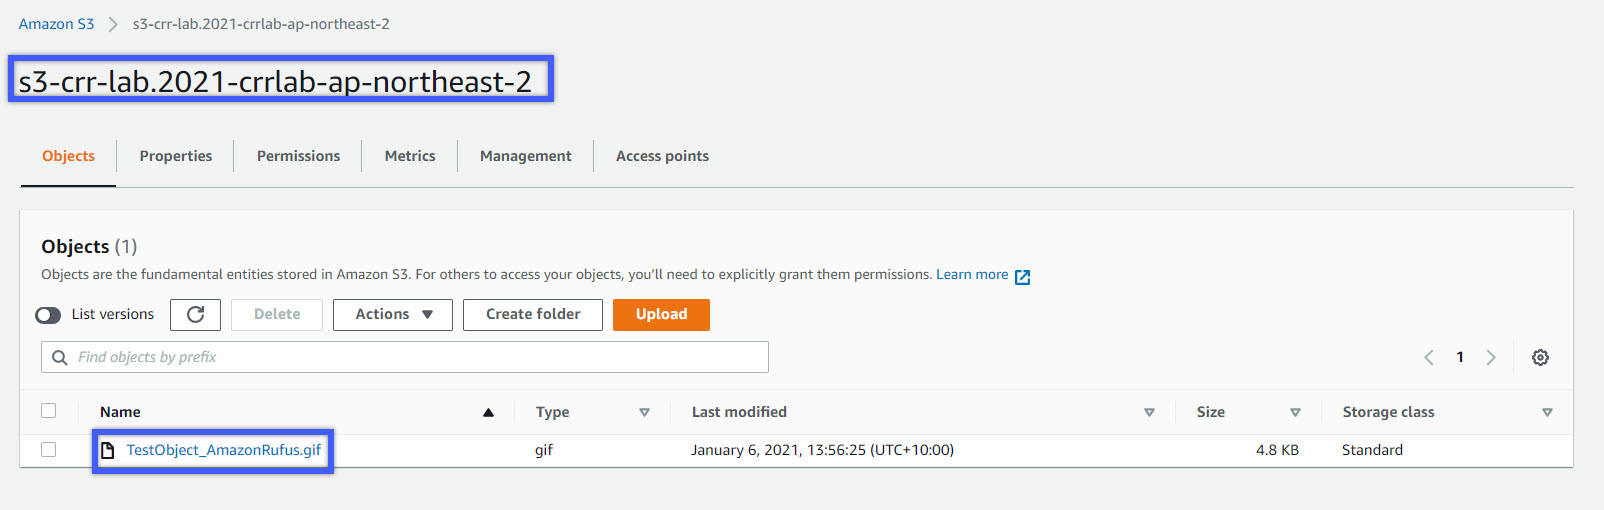 Amazon S3 > s3-crr-lab.2021-crrlab-ap-northeast-2
s3-crr-lab.2021-crrlab-ap-northeast-2
Objects Properties Permissions Metrics Management Access points
Objects (1)
Objects are the fundamental entities stored in Amazon S3. For others to access your objects, you'll need to explicitly grant them permissions. Learn more
List versions Delete Actions Create folder Upload
Find objects by prefix 1
Name Type Last modified Size Storage class
TestObject_AmazonRufus.gif gif January 6, 2021, 13:56:25 (UTC+10:00) 4.8 KB Standard